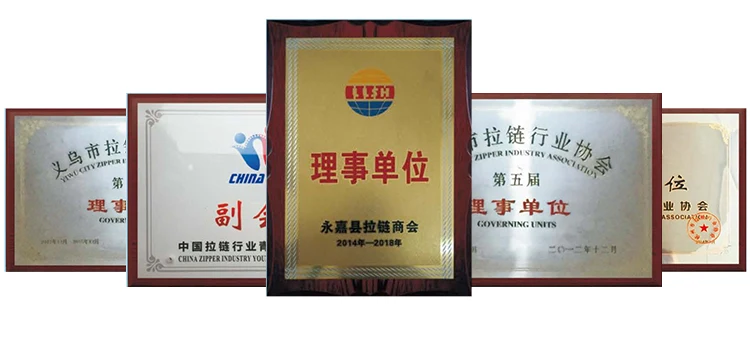 义乌市拉链
YIWU CITY ZIPPER
第
理事
GOVERN
CHINA
副会
中国拉链行业青
CHINA ZIPPER INDUSTRY YOU
理事单位
永嘉县拉链商会
2014年—2018年
市拉链行业协会
ZIPPER INDUSTRY ASSOCIATION
第五届
理事单位
GOVERNING UNITS
二〇一二年十二月
位
业协会
ASSOCIATION